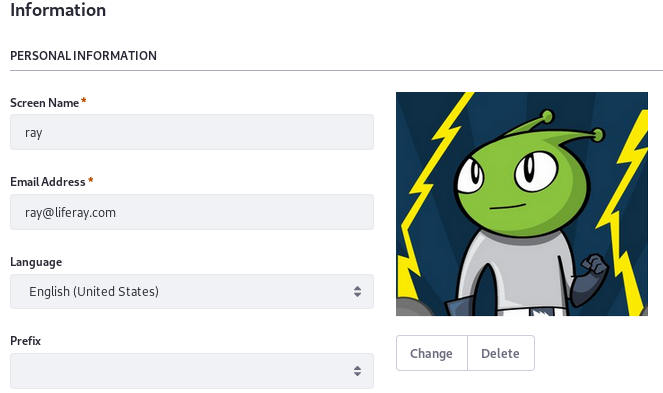 Information
PERSONAL INFORMATION
Screen Name *
ray
Email Address *
ray@liferay.com
Language
English (United States)
Prefix
Change
Delete